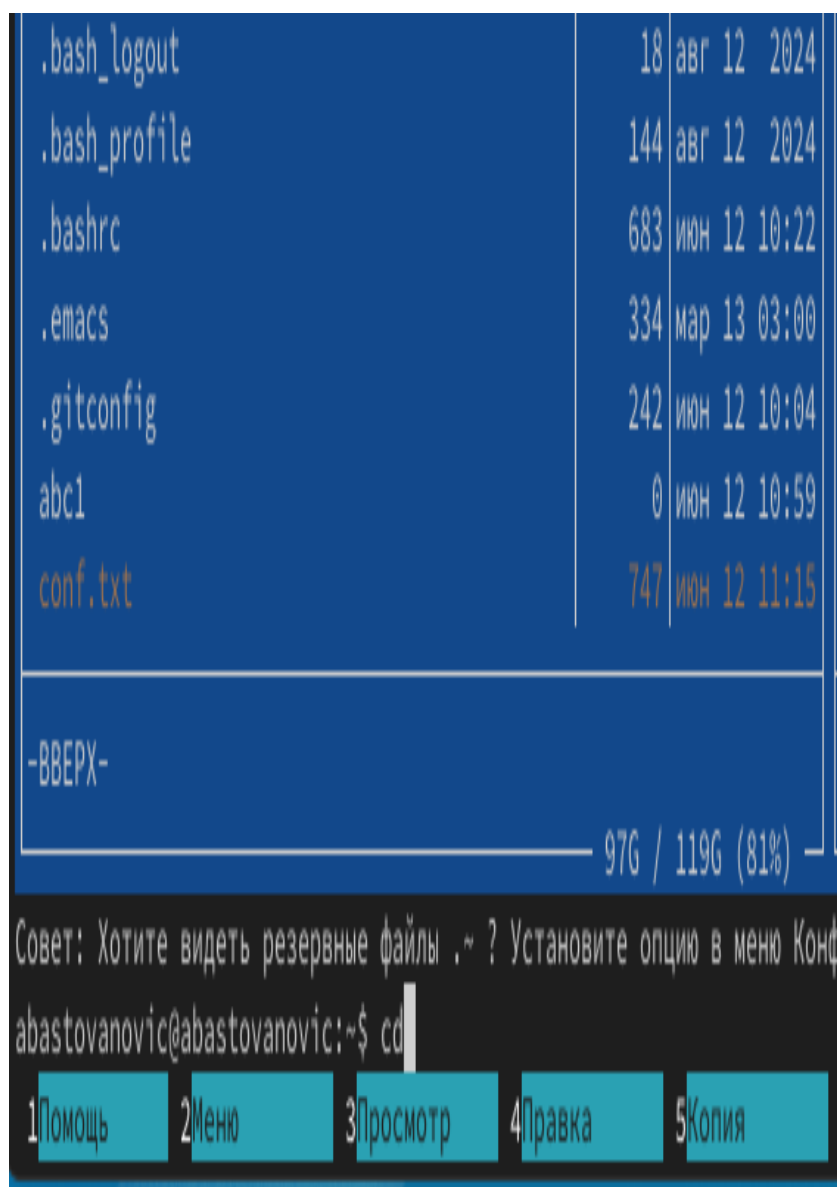 .bash_logout 18 авг 12 2024
.bash_profile 144 авг 12 2024
.bashrc 683 июн 12 10:22
.emacs 334 мар 13 03:00
.gitconfig 242 июн 12 10:04
abc1 0 июн 12 10:59
conf.txt 747 июн 12 11:15
-ВВЕРХ-
97G / 119G (81%)
Совет: Хотите видеть резервные файлы .~ ? Установите опцию в меню Конф
abastovanovic@abastovanovic:~$ cd
1Помощь 2Меню 3Просмотр 4Правка 5Копия